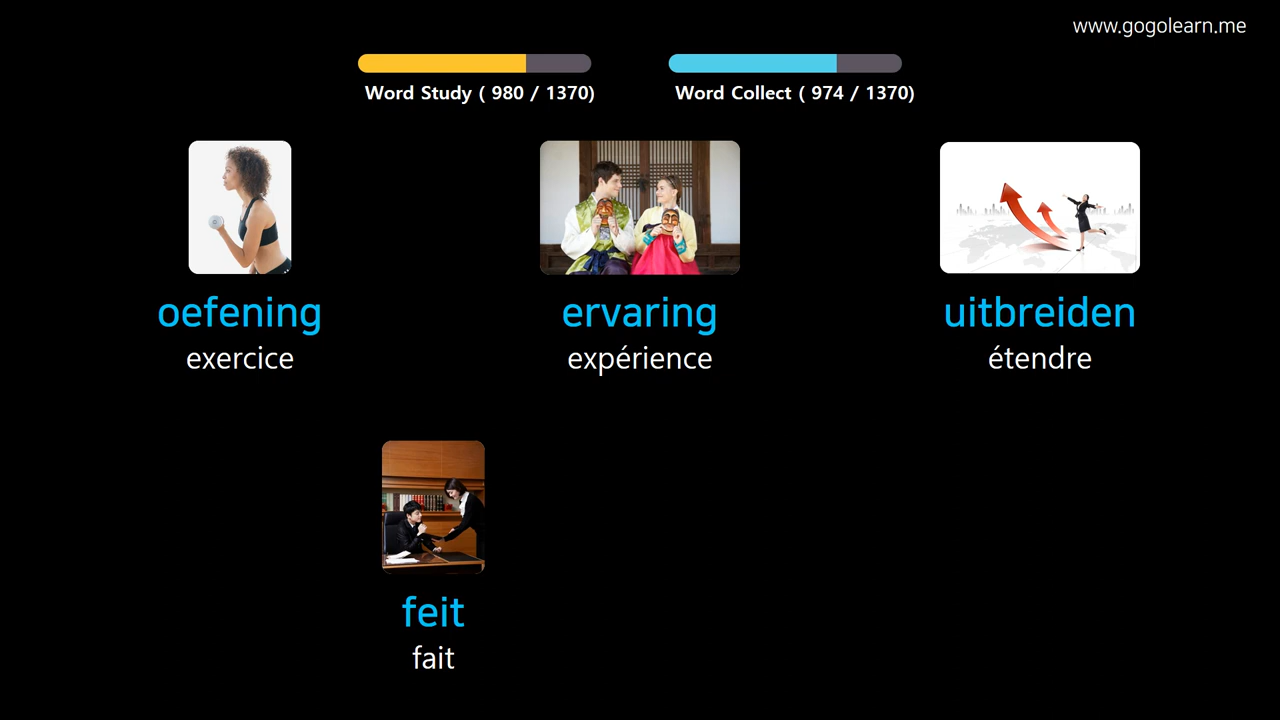 www.gogolearn.me
Word Study ( 980 / 1370)
Word Collect ( 974 / 1370)
oefening
exercice
ervaring
expérience
uitbreiden
étendre
feit
fait